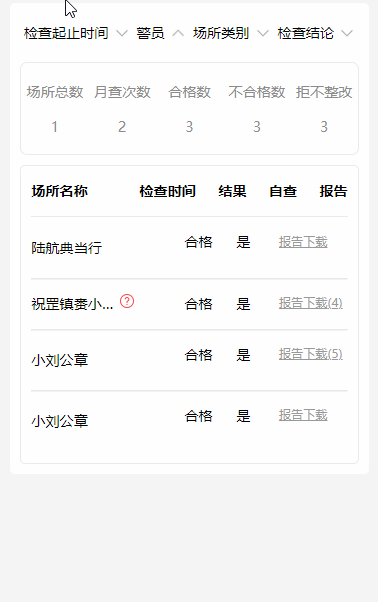 检查起止时间 警员 场所类别 检查结论
场所总数 月查次数 合格数 不合格数 拒不整改
1 2 3 3 3
场所名称 检查时间 结果 自查 报告
陆航典当行 合格 是 报告下载
祝罡镇赉小... 合格 是 报告下载(4)
小刘公章 合格 是 报告下载(5)
小刘公章 合格 是 报告下载